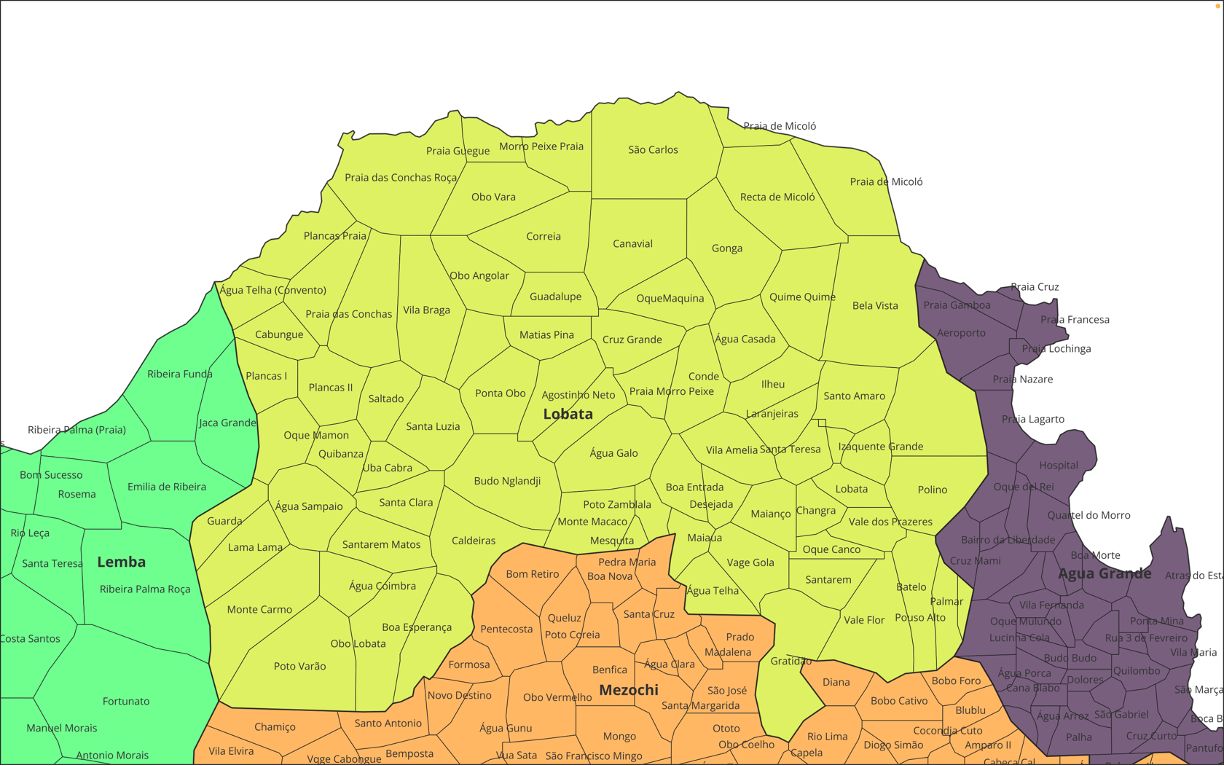 Praia de Micoló
Praia Guegue
Morro Peixe Praia
São Carlos
Praia das Conchas Roça
Praia de Micoló
Obo Vara
Recta de Micoló
Plancas Praia
Correia
Canavial
Gonga
Obo Angolar
Água Telha (Convento)
Praia Cruz
Guadalupe
OqueMaquina
Quime Quime
Bela Vista
Praia Gamboa
Praia das Conchas
Vila Braga
Praia Francesa
Cabungue
Matias Pina
Cruz Grande
Água Casada
Aeroporto
Praia Lochinga
Ribeira Funda
Plancas I
Plancas II
Conde
Ilheu
Praia Nazare
Saltado
Ponta Obo
Agostinho Neto
Praia Morro Peixe
Santo Amaro
Lobata
Laranjeiras
Praia Lagarto
Ribeira Palma (Praia)
Jaca Grande
Oque Mamon
Santa Luzia
s
Quibanza
Água Galo
Vila Amelia
Santa Teresa
Izaquente Grande
Uba Cabra
Hospital
Bom Sucesso
Rosema
Emilia de Ribeira
Budo Nglandji
Boa Entrada
Lobata
Polino
Oque del Rei
Água Sampaio
Santa Clara
Poto Zamblala
Desejada
Maianço
Changra
Quartel do Morro
Guarda
Monte Macaco
Vale dos Prazeres
Rio Leça
Lama Lama
Santarem Matos
Caldeiras
Mesquita
Maiaúa
Oque Canco
Bairro da Liberdade
Lemba
Santa Teresa
Pedra Maria
Vage Gola
Cruz Mami
Boa Morte
Agua Grande
Atras do Esta
Bom Retiro
Boa Nova
Ribeira Palma Roça
Água Coimbra
Água Telha
Santarem
Batelo
Palmar
Monte Carmo
Queluz
Santa Cruz
Pouso Alto
Vila Fernanda
Vale Flor
Oque Mulundo
Ponta Mina
Boa Esperança
Pentecosta
Poto Coreia
Prado
Costa Santos
Lucinha Cola
Rua 3 de Fevreiro
Obo Lobata
Madalena
Vila Maria
Poto Varão
Formosa
Benfica
Água Clara
Gratidão
Budo Budo
Quilombo
Água Porca
Dolores
Mezochi
Diana
Bobo Foro
Cana Blabo
São Março
Novo Destino
Obo Vermelho
São José
Bobo Cativo
Fortunato
Santa Margarida
Blublu
Água Arroz
São Gabriel
Boca B
Manuel Morais
Chamiço
Santo Antonio
Água Gunu
Ototo
Cocondja Cuto
Mongo
Rio Lima
Palha
Cruz Curto
Vila Elvira
Obo Coelho
Diogo Simão
Amparo II
Pantufo
Antonio Morais
Bemposta
Vua Sata
São Francisco Mingo
Capela
Vgge Cabongue
Cabeça Cal